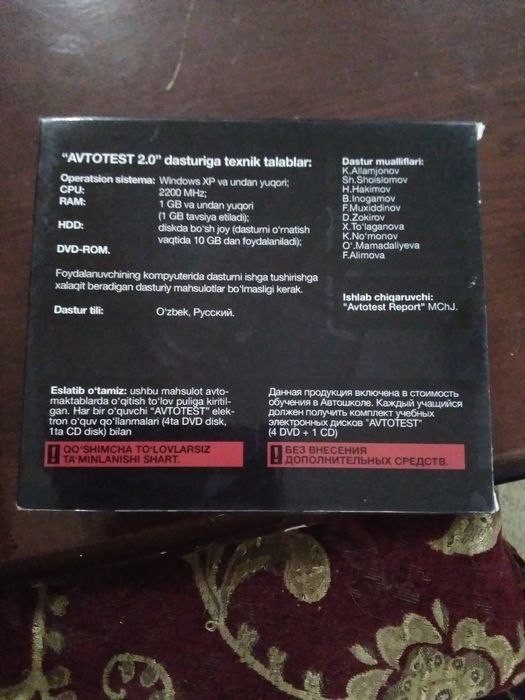 "AVTOTEST 2.0" dasturiga texnik talablar:
Operatsion sistema: Windows XP va undan yuqori;
CPU: 2200 MHz;
RAM: 1 GB va undan yuqori
(1 GB tavsiya etiladi);
HDD: diskda bo'sh joy (dasturni o'rnatish
vaqtida 10 GB dan foydalaniladi);
DVD-ROM.
Foydalanuvchining kompyuterida dasturni ishga tushirishga
xalaqit beradigan dasturiy mahsulotlar bo'lmasligi kerak.
Dastur tili: O'zbek, Русский.
Dastur mualliflari:
K.Allamjonov
Sh.Shoislomov
H.Hakimov
B.Inogamov
F.Muxiddinov
D.Zokirov
X.To'laganova
K.No'monov
O'.Mamadaliyeva
F.Alimova
Ishlab chiqaruvchi:
"Avtotest Report" MChJ.
Eslatib o'tamiz: ushbu mahsulot avto-
maktablarda o'qitish to'lov puliga kiritil-
gan. Har bir o'quvchi "AVTOTEST" elek-
tron o'quv qo'llanmalari (4ta DVD disk,
1ta CD disk) bilan
! QO'SHIMCHA TO'LOVLARSIZ
TA'MINLANISHI SHART.
Данная продукция включена в стоимость
обучения в Автошколе. Каждый учащийся
должен получить комплект учебных
электронных дисков "AVTOTEST"
(4 DVD + 1 CD)
! БЕЗ ВНЕСЕНИЯ
ДОПОЛНИТЕЛЬНЫХ СРЕДСТВ.